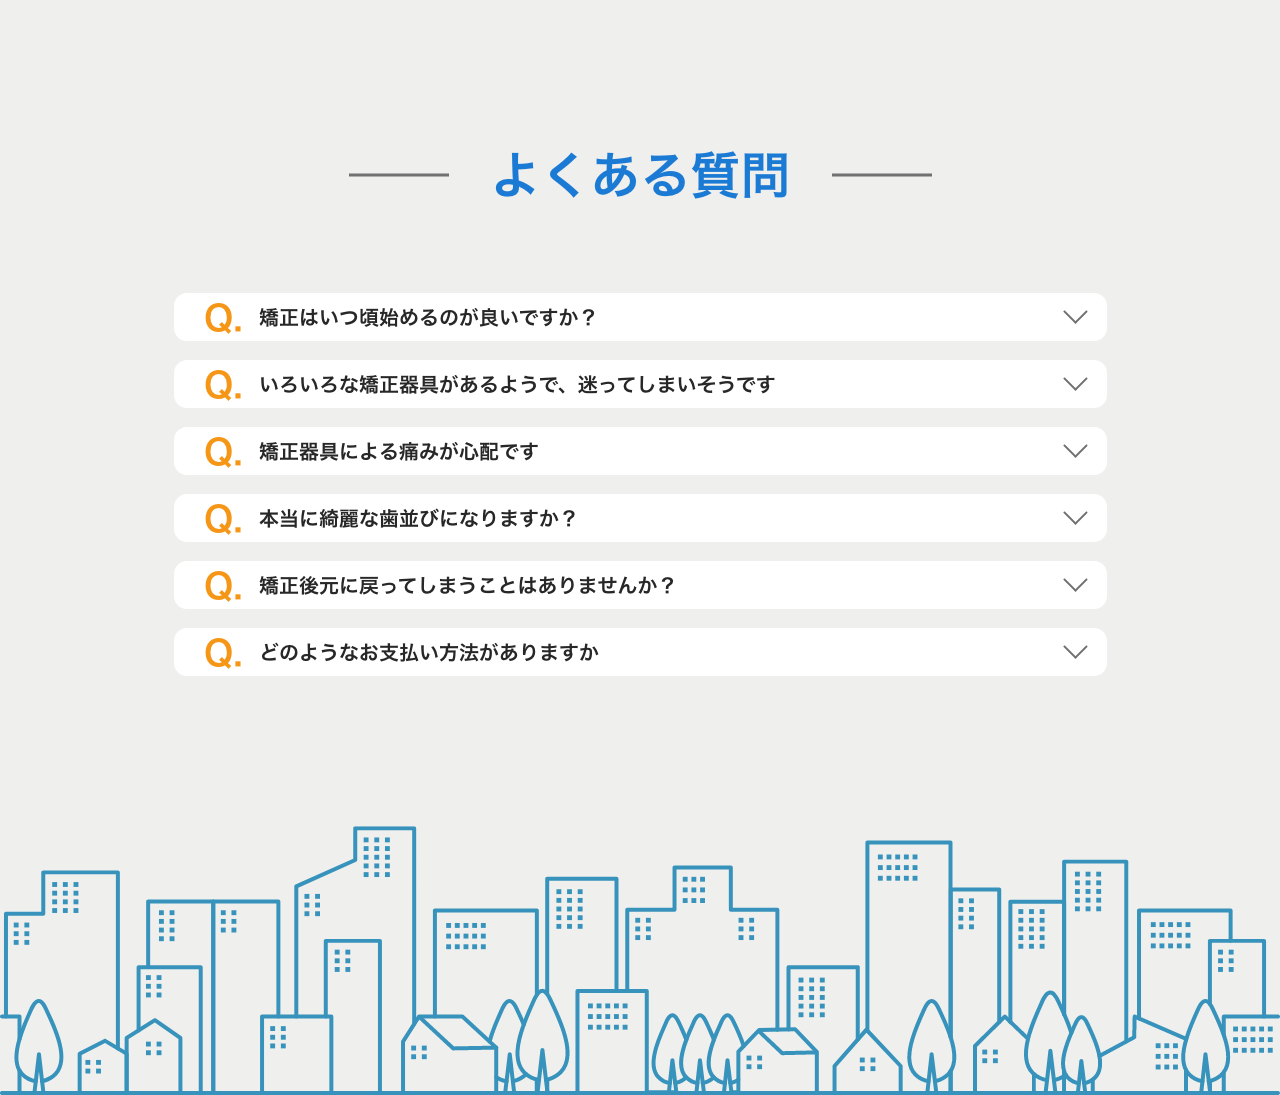 よくある質問
Q. 矯正はいつ頃始めるのが良いですか？
Q. いろいろな矯正器具があるようで、迷ってしまいそうです
Q. 矯正器具による痛みが心配です
Q. 本当に綺麗な歯並びになりますか？
Q. 矯正後元に戻ってしまうことはありませんか？
Q. どのようなお支払い方法がありますか